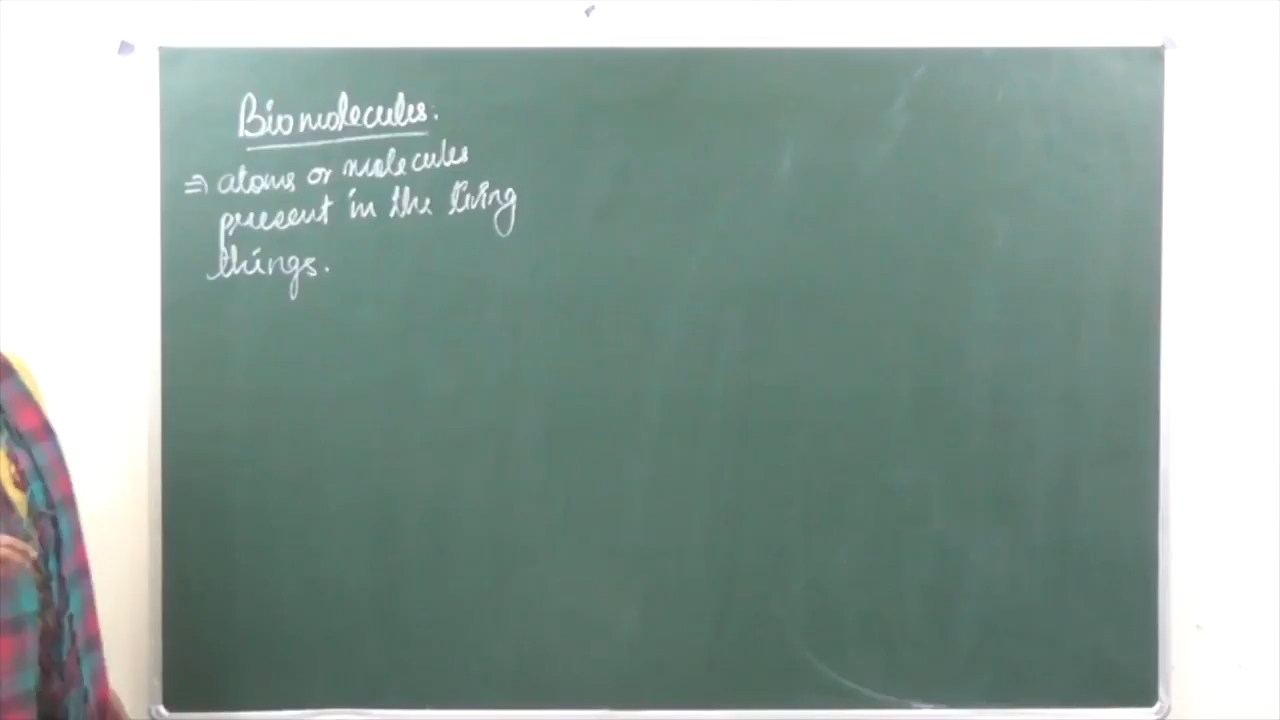 Biomolecules:
⇒ atoms or molecules
present in the living
things.